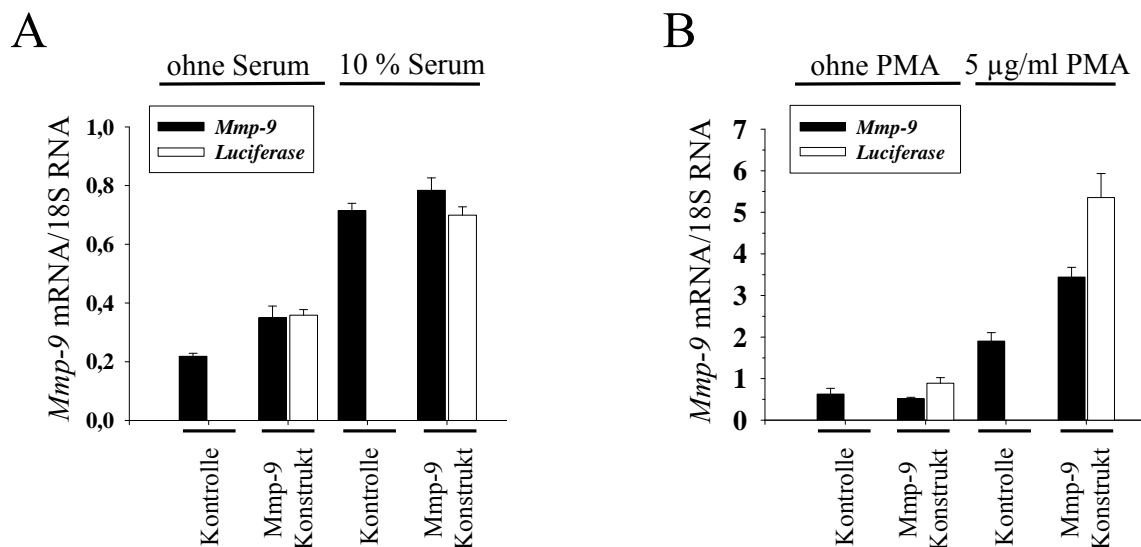 A
ohne Serum
10 % Serum
Mmp-9 mRNA/18S RNA
1,0
0,8
0,6
0,4
0,2
0,0
Mmp-9
Luciferase
Kontrolle
Mmp-9
Konstrukt
Kontrolle
Mmp-9
Konstrukt
B
ohne PMA
5 µg/ml PMA
Mmp-9 mRNA/18S RNA
7
6
5
4
3
2
1
0
Mmp-9
Luciferase
Kontrolle
Mmp-9
Konstrukt
Kontrolle
Mmp-9
Konstrukt